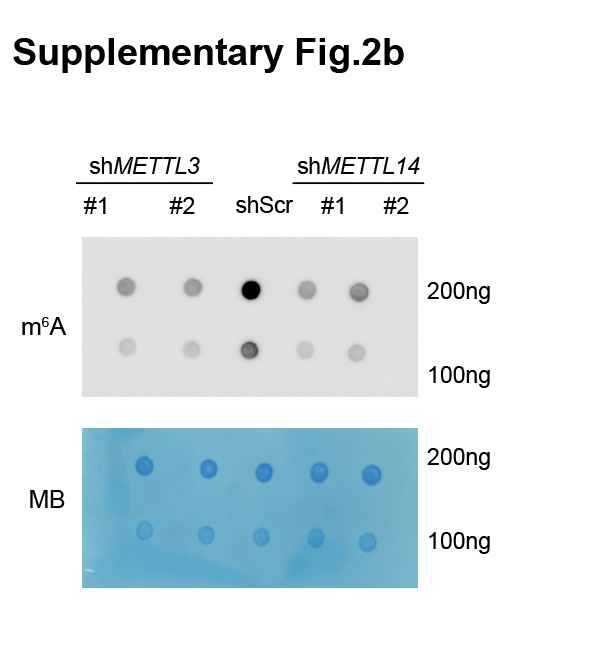 Supplementary Fig.2b
shMETTL3 shMETTL14
#1 #2 shScr #1 #2
200ng
m⁶A
100ng
200ng
MB
100ng